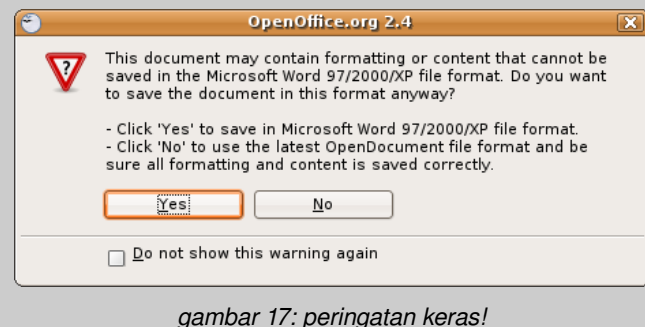 OpenOffice.org 2.4
This document may contain formatting or content that cannot be
saved in the Microsoft Word 97/2000/XP file format. Do you want
to save the document in this format anyway?
- Click 'Yes' to save in Microsoft Word 97/2000/XP file format.
- Click 'No' to use the latest OpenDocument file format and be
sure all formatting and content is saved correctly.
Yes No
Do not show this warning again
gambar 17: peringatan keras!